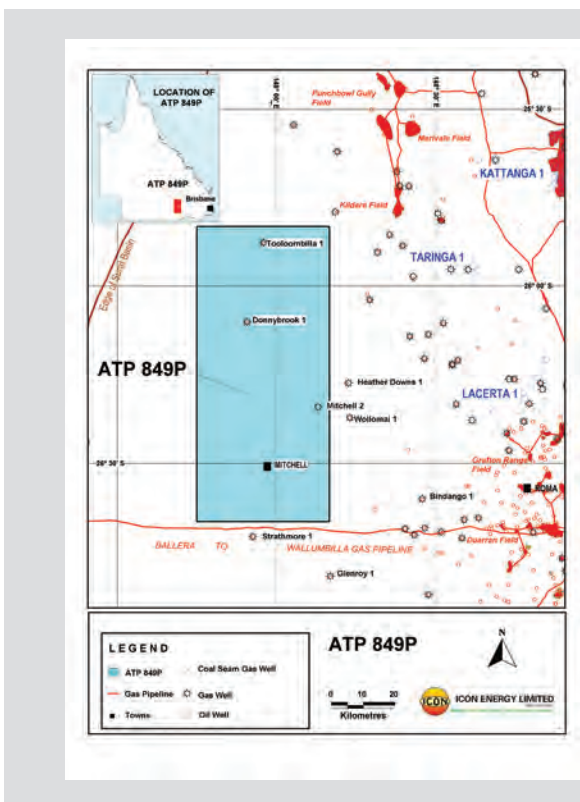 LOCATION OF
ATP 849P
ATP 849P
Brisbane
148° 00' E
Punchbowl Gully
Field
Merivale Field
25° 30' S
KATTANGA 1
Kildare Field
Edge of Surat Basin
Tooloombilla 1
TARINGA 1
26° 00' S
Donnybrook 1
ATP 849P
Heather Downs 1
Mitchell 2
LACERTA 1
Wollomai 1
26° 30' S
MITCHELL
Grafton Range
Field
ROMA
Bindango 1
Strathmore 1
BALLERA TO WALLUMBILLA GAS PIPELINE
Duarran Field
Glenroy 1
LEGEND
ATP 849P
Coal Seam Gas Well
Gas Pipeline
Gas Well
Towns
Oil Well
ATP 849P
N
0 10 20
Kilometres
ICON
ICON ENERGY LIMITED